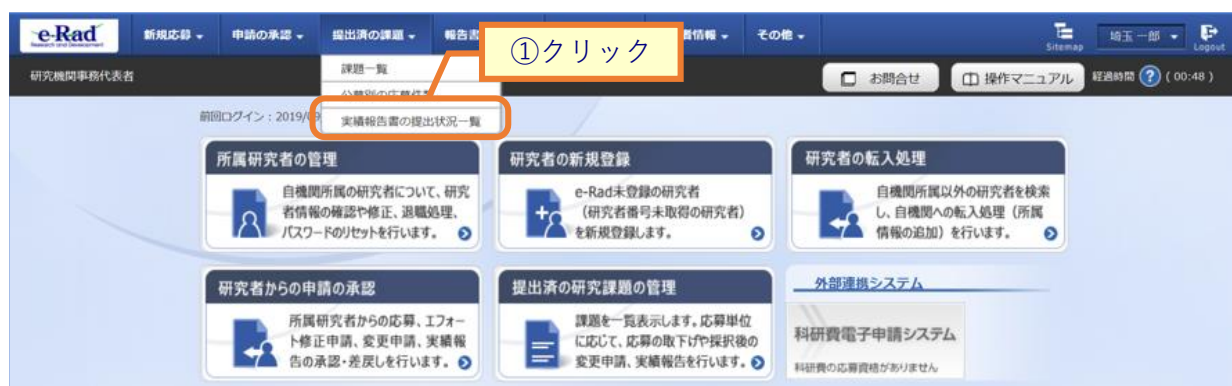 e-Rad
Research and Development
新規応募
申請の承認
提出済の課題
報告
者情報
その他
Sitemap
埼玉 一郎
Logout
①クリック
研究機関事務代表者
課題一覧
お問合せ
操作マニュアル
経過時間 ? ( 00:48 )
実績報告書の提出状況一覧
前回ログイン：2019/09
所属研究者の管理
自機関所属の研究者について、研究
者情報の確認や修正、退職処理、
パスワードのリセットを行います。
研究者の新規登録
e-Rad未登録の研究者
（研究者番号未取得の研究者）
を新規登録します。
研究者の転入処理
自機関所属以外の研究者を検索
し、自機関への転入処理（所属
情報の追加）を行います。
研究者からの申請の承認
所属研究者からの応募、エフォー
ト修正申請、変更申請、実績報
告の承認・差戻しを行います。
提出済の研究課題の管理
課題を一覧表示します。応募単位
に応じて、応募の取下げや採択後の
変更申請、実績報告を行います。
外部連携システム
科研費電子申請システム
科研費の応募資格がありません